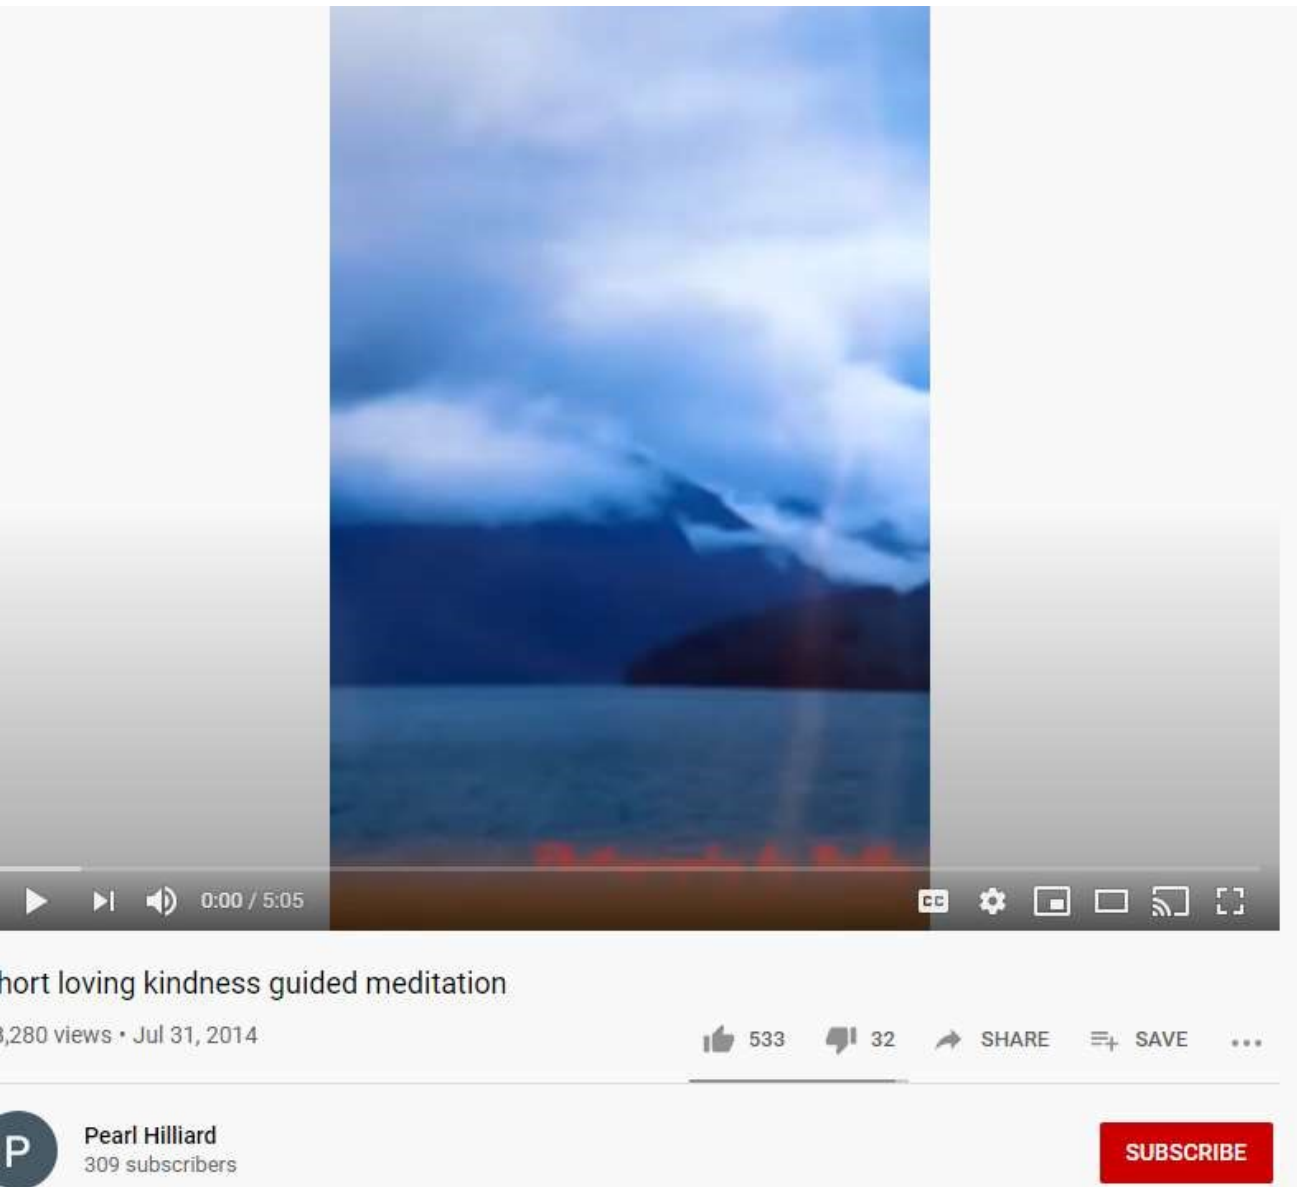 0:00 / 5:05
CC
hort loving kindness guided meditation
,280 views • Jul 31, 2014
533
32
SHARE
SAVE
P
Pearl Hilliard
309 subscribers
SUBSCRIBE